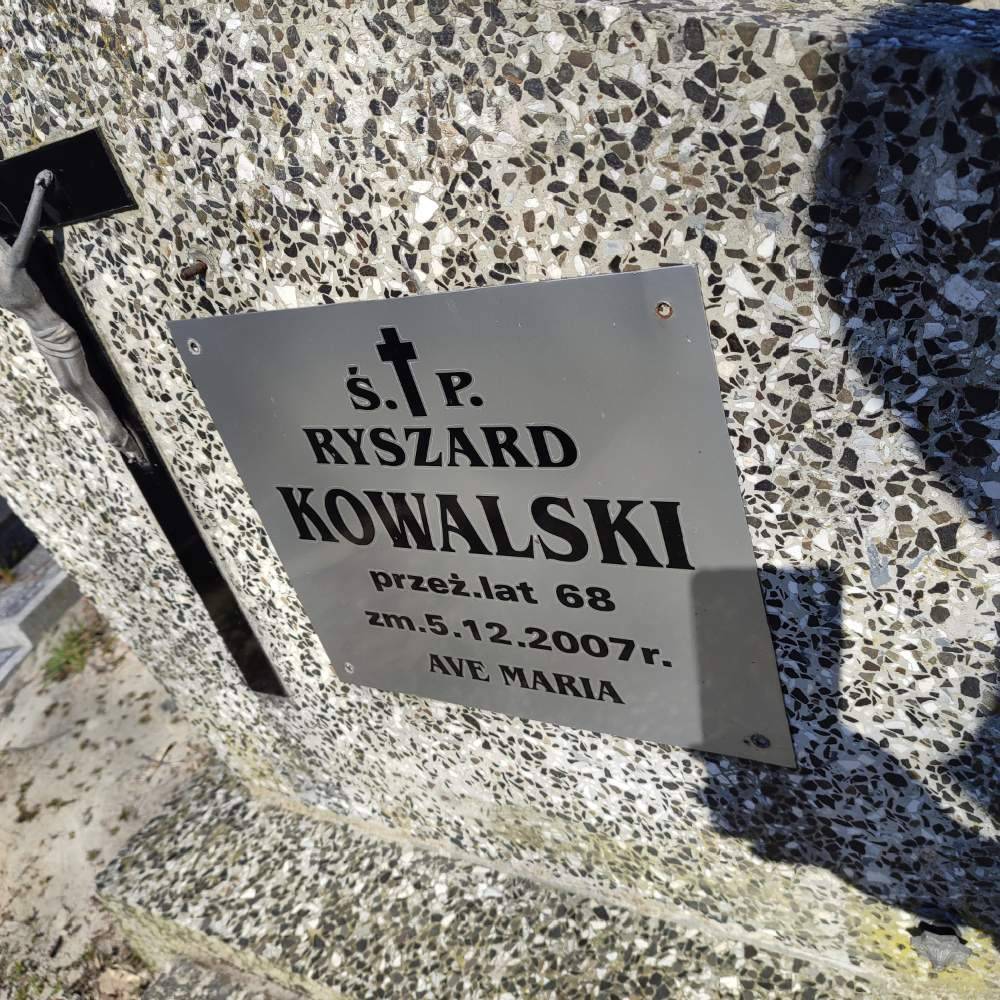 Ś. P.
RYSZARD
KOWALSKI
przeż.lat 68
zm.5.12.2007r.
AVE MARIA